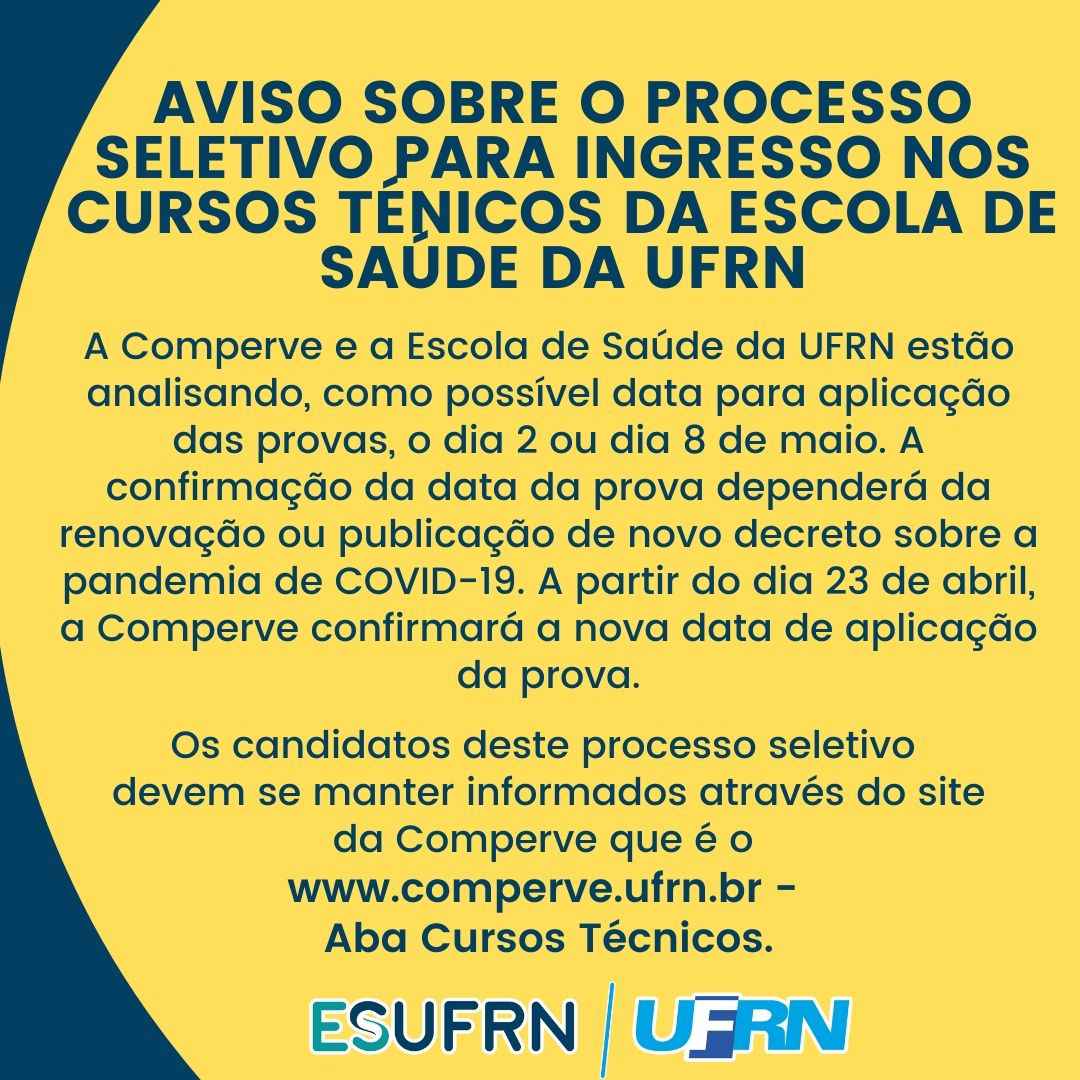 AVISO SOBRE O PROCESSO
SELETIVO PARA INGRESSO NOS
CURSOS TÉNICOS DA ESCOLA DE
SAÚDE DA UFRN
A Comperve e a Escola de Saúde da UFRN estão
analisando, como possível data para aplicação
das provas, o dia 2 ou dia 8 de maio. A
confirmação da data da prova dependerá da
renovação ou publicação de novo decreto sobre a
pandemia de COVID-19. A partir do dia 23 de abril,
a Comperve confirmará a nova data de aplicação
da prova.
Os candidatos deste processo seletivo
devem se manter informados através do site
da Comperve que é o
www.comperve.ufrn.br -
Aba Cursos Técnicos.
ESUFRN UFRN